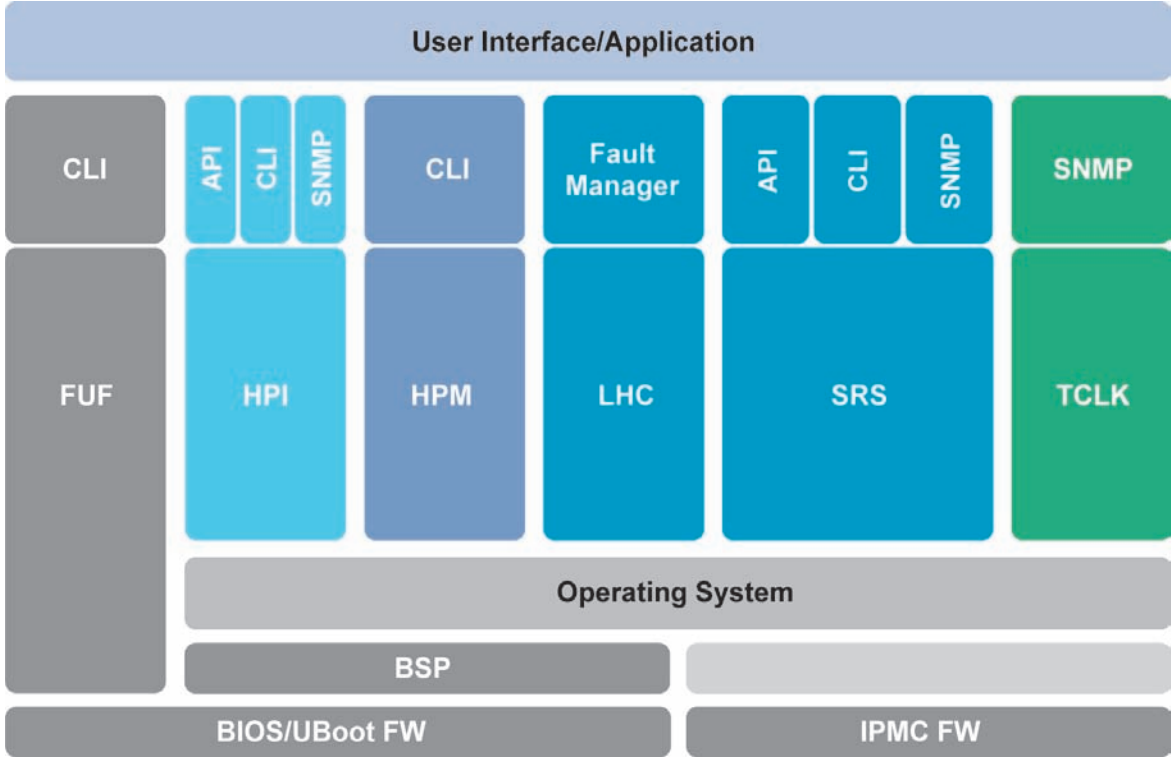 User Interface/Application
CLI
API
CLI
SNMP
CLI
Fault
Manager
API
CLI
SNMP
SNMP
FUF
HPI
HPM
LHC
SRS
TCLK
Operating System
BSP
BIOS/UBoot FW
IPMC FW